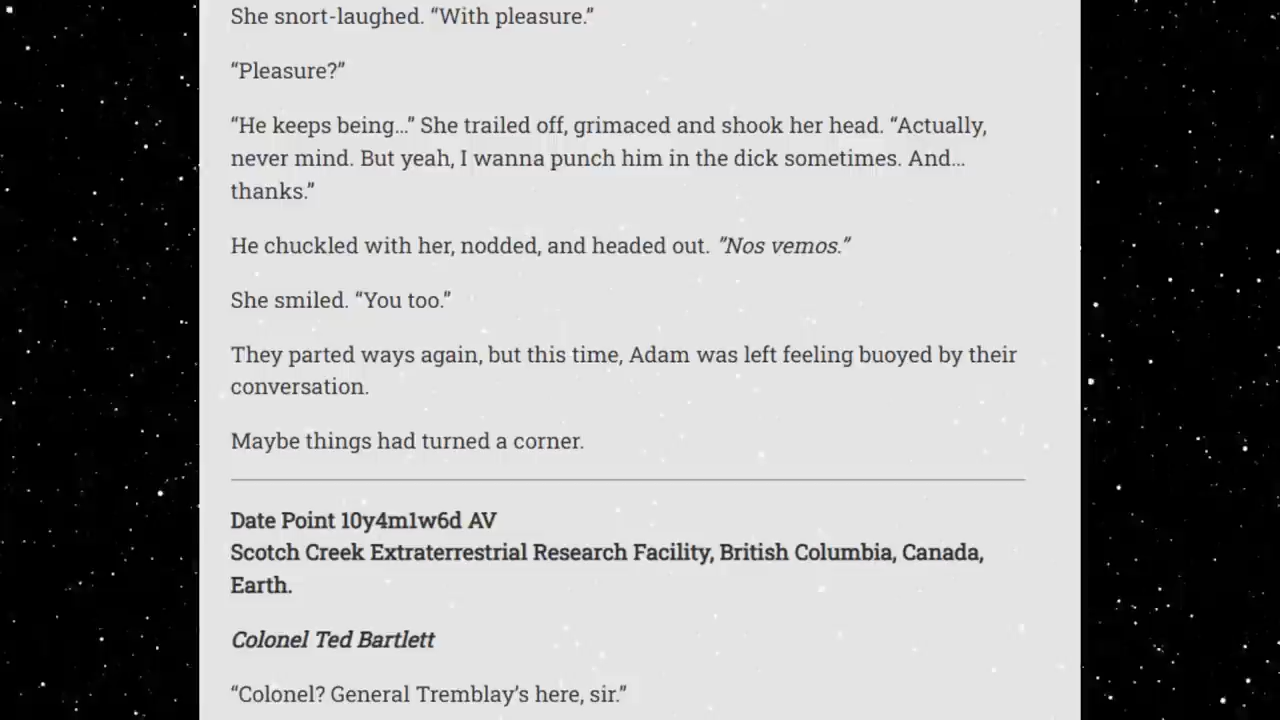 She snort-laughed. “With pleasure.”
“Pleasure?”
“He keeps being…” She trailed off, grimaced and shook her head. “Actually,
never mind. But yeah, I wanna punch him in the dick sometimes. And…
thanks.”
He chuckled with her, nodded, and headed out. ”Nos vemos.”
She smiled. “You too.”
They parted ways again, but this time, Adam was left feeling buoyed by their
conversation.
Maybe things had turned a corner.
Date Point 10y4m1w6d AV
Scotch Creek Extraterrestrial Research Facility, British Columbia, Canada,
Earth.
Colonel Ted Bartlett
“Colonel? General Tremblay’s here, sir.”